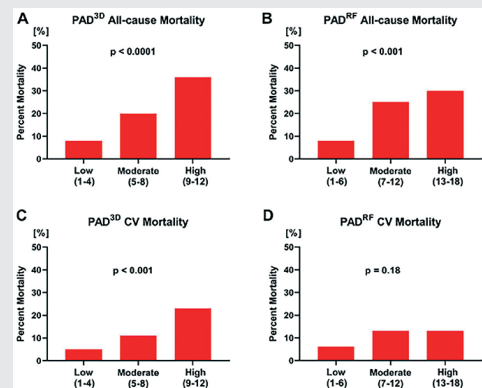 A
PAD3D All-cause Mortality
[%]
50
40
30
20
10
0
Percent Mortality
p < 0.0001
Low Moderate High
(1-4) (5-8) (9-12)
B
PADRF All-cause Mortality
[%]
50
40
30
20
10
0
Percent Mortality
p < 0.001
Low Moderate High
(1-6) (7-12) (13-18)
C
PAD3D CV Mortality
[%]
50
40
30
20
10
0
Percent Mortality
p < 0.001
Low Moderate High
(1-4) (5-8) (9-12)
D
PADRF CV Mortality
[%]
50
40
30
20
10
0
Percent Mortality
p = 0.18
Low Moderate High
(1-6) (7-12) (13-18)